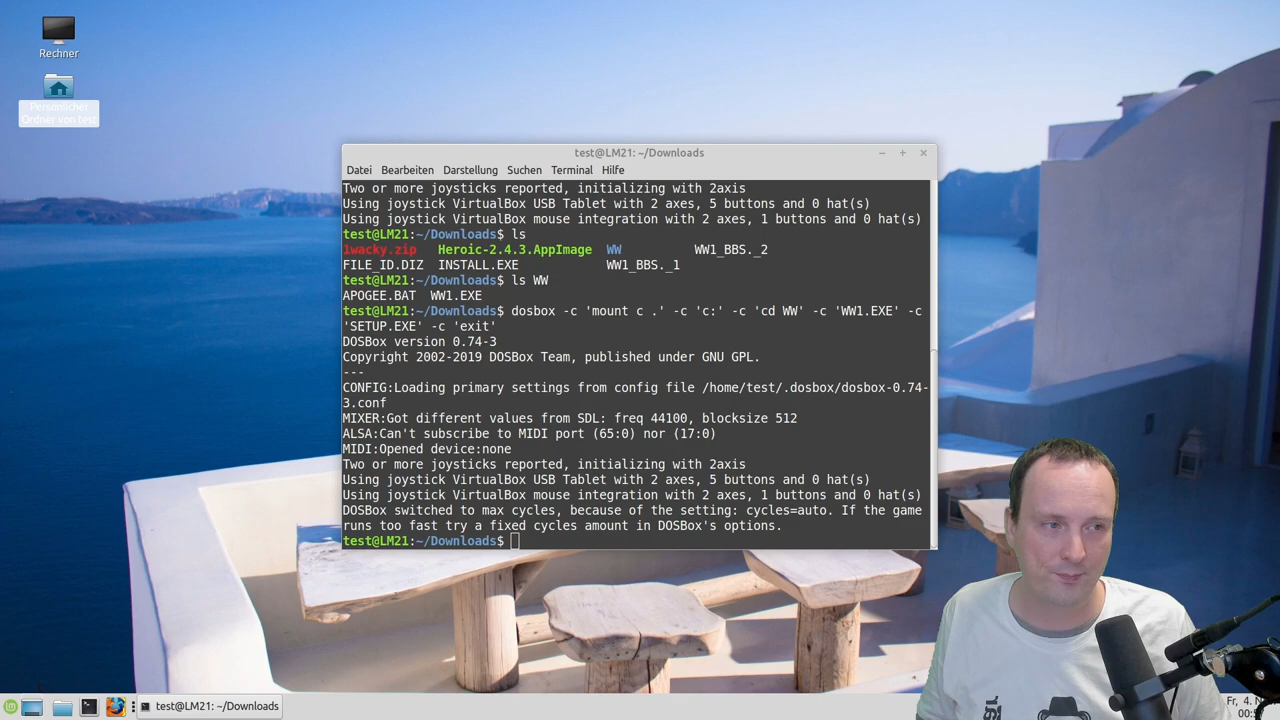 Rechner
Persönlicher
Ordner von test
test@LM21: ~/Downloads
Datei Bearbeiten Darstellung Suchen Terminal Hilfe
Two or more joysticks reported, initializing with 2axis
Using joystick VirtualBox USB Tablet with 2 axes, 5 buttons and 0 hat(s)
Using joystick VirtualBox mouse integration with 2 axes, 1 buttons and 0 hat(s)
test@LM21:~/Downloads$ ls
1wacky.zip Heroic-2.4.3.AppImage WW WW1_BBS._2
FILE_ID.DIZ INSTALL.EXE WW1_BBS._1
test@LM21:~/Downloads$ ls WW
APOGEE.BAT WW1.EXE
test@LM21:~/Downloads$ dosbox -c 'mount c .' -c 'c:' -c 'cd WW' -c 'WW1.EXE' -c
'SETUP.EXE' -c 'exit'
DOSBox version 0.74-3
Copyright 2002-2019 DOSBox Team, published under GNU GPL.
---
CONFIG:Loading primary settings from config file /home/test/.dosbox/dosbox-0.74-
3.conf
MIXER:Got different values from SDL: freq 44100, blocksize 512
ALSA:Can't subscribe to MIDI port (65:0) nor (17:0)
MIDI:Opened device:none
Two or more joysticks reported, initializing with 2axis
Using joystick VirtualBox USB Tablet with 2 axes, 5 buttons and 0 hat(s)
Using joystick VirtualBox mouse integration with 2 axes, 1 buttons and 0 hat(s)
DOSBox switched to max cycles, because of the setting: cycles=auto. If the game
runs too fast try a fixed cycles amount in DOSBox's options.
test@LM21:~/Downloads$
test@LM21: ~/Downloads
Fr, 4.